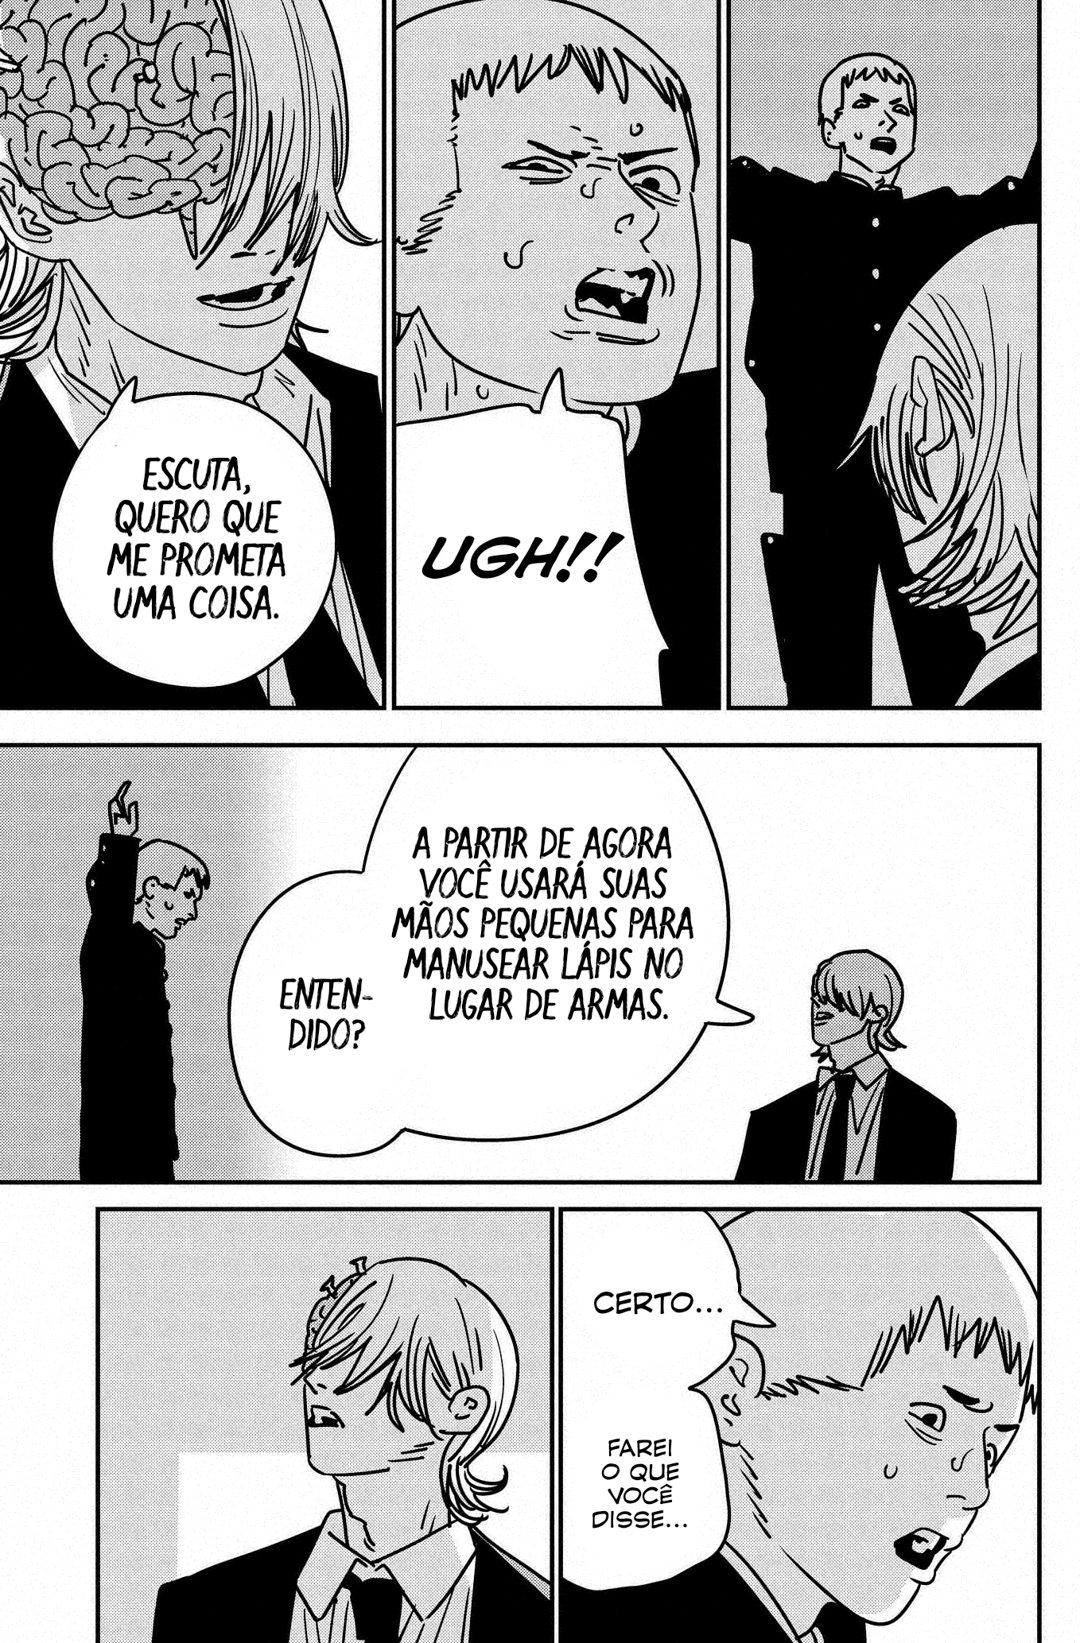 UGH!!
ESCUTA,
QUERO QUE
ME PROMETA
UMA COISA.
A PARTIR DE AGORA
VOCÊ USARÁ SUAS
MÃOS PEQUENAS PARA
MANUSEAR LÁPIS NO
LUGAR DE ARMAS.
ENTEN-
DIDO?
CERTO...
FAREI
O QUE
VOCÊ
DISSE...